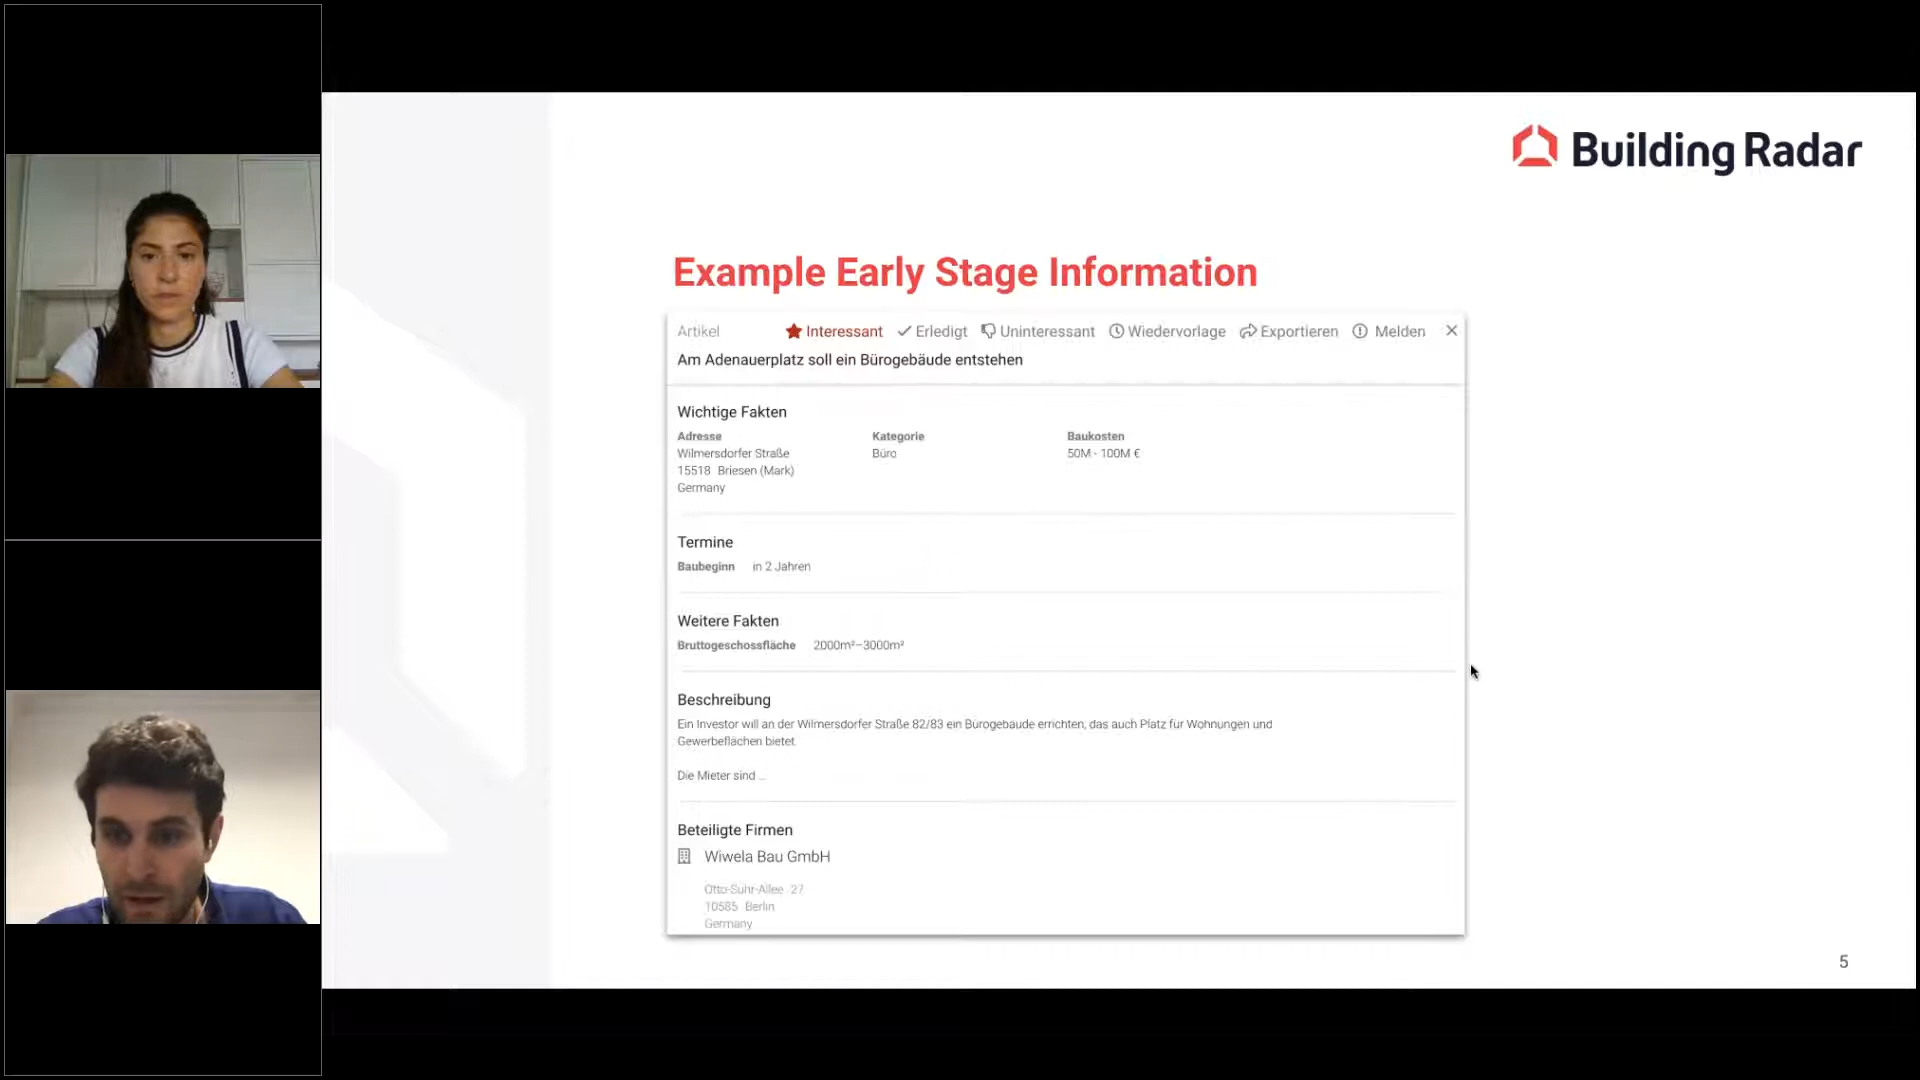 Building Radar
Example Early Stage Information
Artikel Interessant Erledigt Uninteressant Wiedervorlage Exportieren Melden
Am Adenauerplatz soll ein Bürogebäude entstehen
Wichtige Fakten
Adresse Kategorie Baukosten
Wilmersdorfer Straße Büro 50M - 100M €
15518 Briesen (Mark)
Germany
Termine
Baubeginn in 2 Jahren
Weitere Fakten
Bruttogeschossfläche 2000m²–3000m²
Beschreibung
Ein Investor will an der Wilmersdorfer Straße 82/83 ein Bürogebäude errichten, das auch Platz für Wohnungen und
Gewerbeflächen bietet
Die Mieter sind ...
Beteiligte Firmen
Wiwela Bau GmbH
Otto-Suhr-Allee 27
10585 Berlin
Germany
5